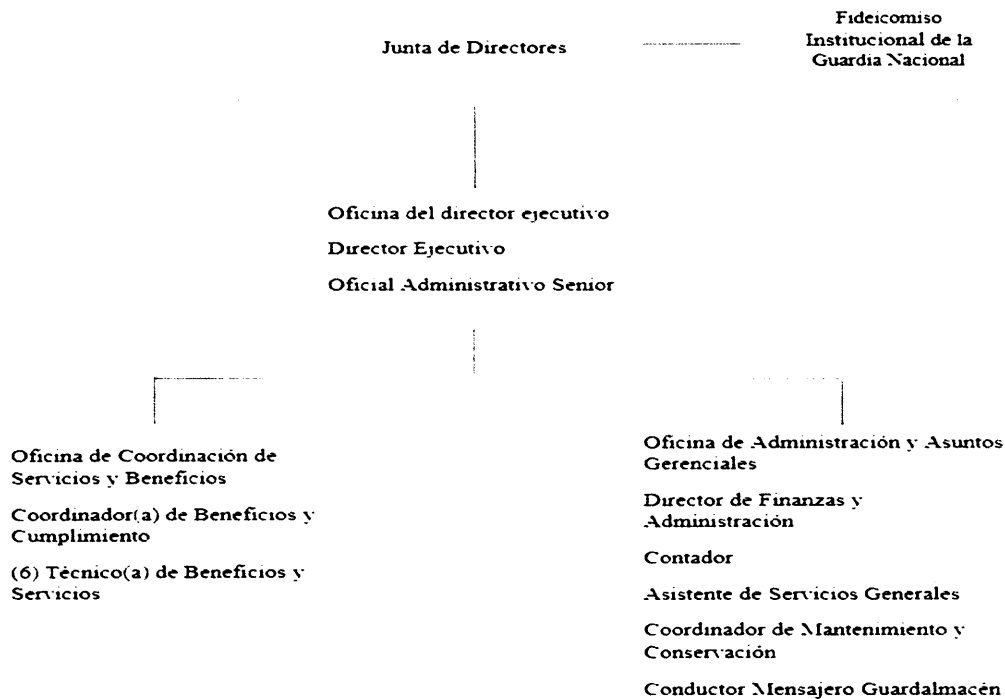 Junta de Directores
Fideicomiso
Institucional de la
Guardia Nacional
Oficina del director ejecutivo
Director Ejecutivo
Oficial Administrativo Senior
Oficina de Coordinación de
Servicios y Beneficios
Coordinador(a) de Beneficios y
Cumplimiento
(6) Técnico(a) de Beneficios y
Servicios
Oficina de Administración y Asuntos
Gerenciales
Director de Finanzas y
Administración
Contador
Asistente de Servicios Generales
Coordinador de Mantenimiento y
Conservación
Conductor Mensajero Guardalmacén